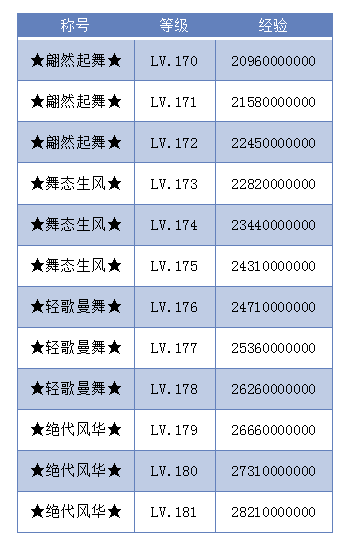 称号 等级 经验
★翩然起舞★ LV.170 20960000000
★翩然起舞★ LV.171 21580000000
★翩然起舞★ LV.172 22450000000
★舞态生风★ LV.173 22820000000
★舞态生风★ LV.174 23440000000
★舞态生风★ LV.175 24310000000
★轻歌曼舞★ LV.176 24710000000
★轻歌曼舞★ LV.177 25360000000
★轻歌曼舞★ LV.178 26260000000
★绝代风华★ LV.179 26660000000
★绝代风华★ LV.180 27310000000
★绝代风华★ LV.181 28210000000